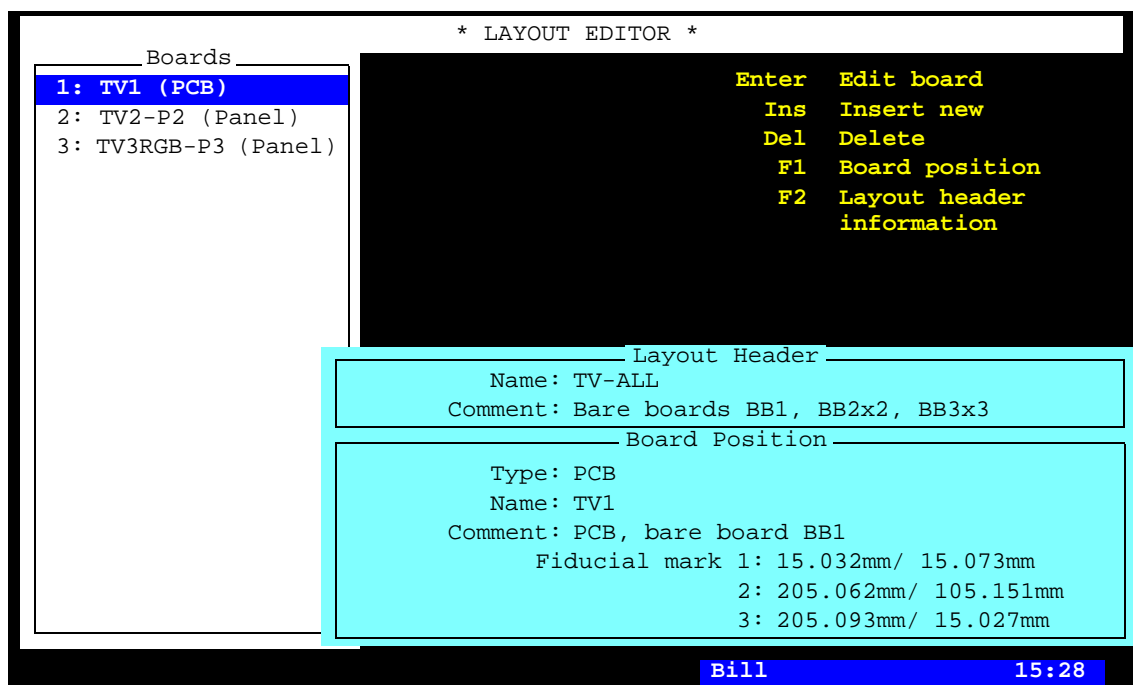 * LAYOUT EDITOR *
Boards
1: TV1 (PCB)
2: TV2-P2 (Panel)
3: TV3RGB-P3 (Panel)
Enter Edit board
Ins Insert new
Del Delete
F1 Board position
F2 Layout header
information
Layout Header
Name: TV-ALL
Comment: Bare boards BB1, BB2x2, BB3x3
Board Position
Type: PCB
Name: TV1
Comment: PCB, bare board BB1
Fiducial mark 1: 15.032mm/ 15.073mm
2: 205.062mm/ 105.151mm
3: 205.093mm/ 15.027mm
Bill 15:28